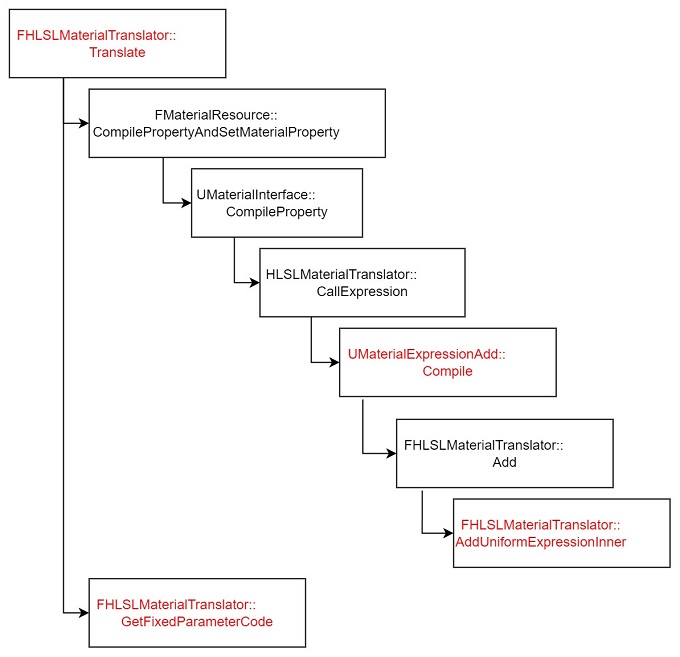 FHLSLMaterialTranslator::
Translate
FMaterialResource::
CompilePropertyAndSetMaterialProperty
UMaterialInterface::
CompileProperty
HLSLMaterialTranslator::
CallExpression
UMaterialExpressionAdd::
Compile
FHLSLMaterialTranslator::
Add
FHLSLMaterialTranslator::
AddUniformExpressionInner
FHLSLMaterialTranslator::
GetFixedParameterCode